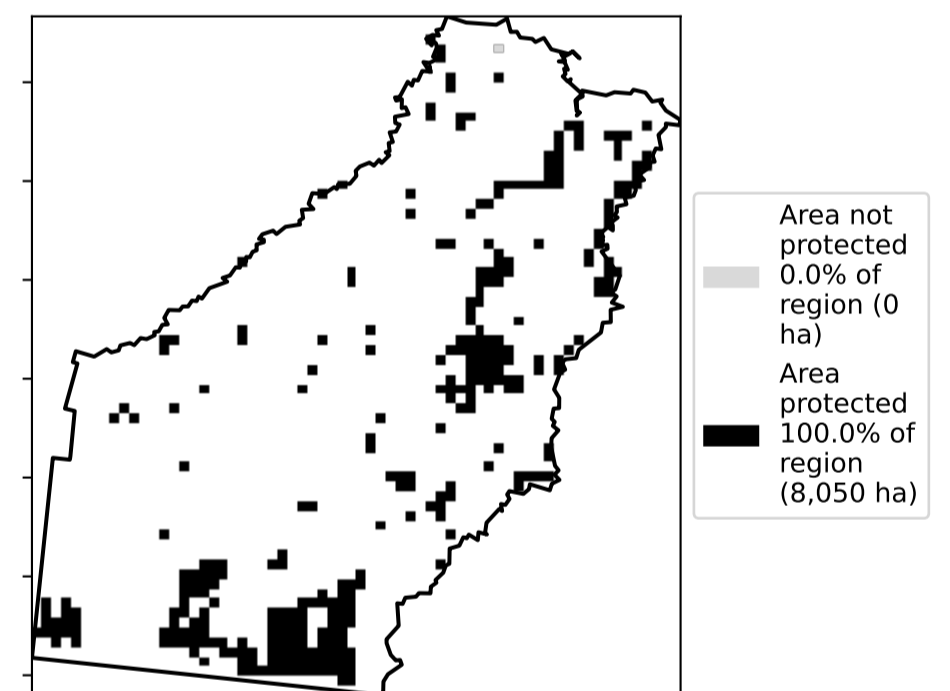 Area not
protected
0.0% of
region (0
ha)
Area
protected
100.0% of
region
(8,050 ha)